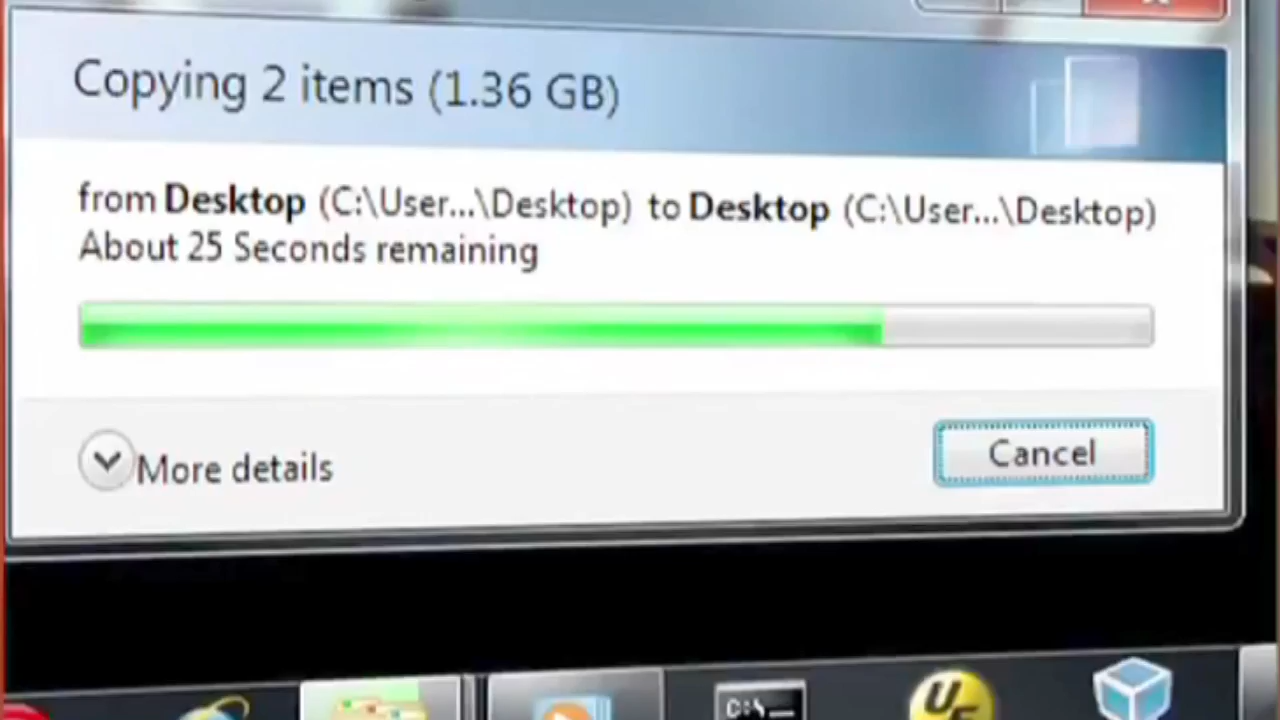 Copying 2 items (1.36 GB)
from Desktop (C:\User...\Desktop) to Desktop (C:\User...\Desktop)
About 25 Seconds remaining
More details
Cancel
C:\_
UE